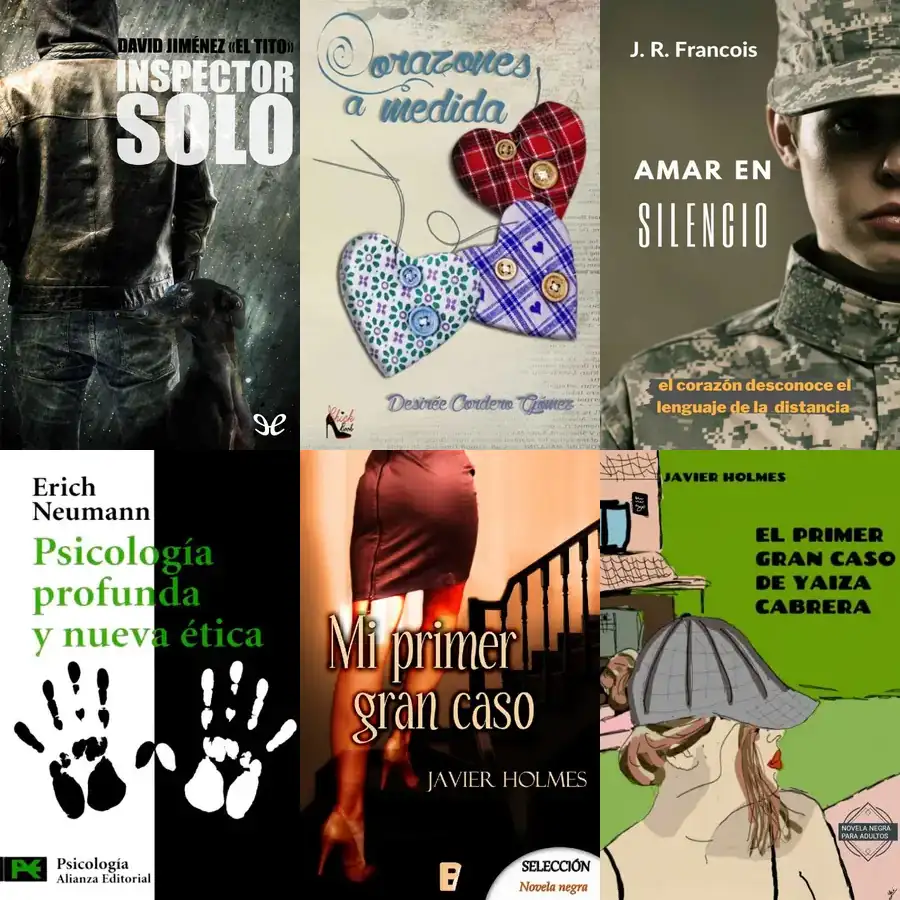 DAVID JIMÉNEZ «EL TITO»
INSPECTOR
SOLO
Corazones
a medida
Desirée Cordero Gómez
Chick
Book
J. R. Francois
AMAR EN
SILENCIO
el corazón desconoce el
lenguaje de la distancia
Erich
Neumann
Psicología
profunda
y nueva ética
Psicología
Alianza Editorial
Mi primer
gran caso
JAVIER HOLMES
B
SELECCIÓN
Novela negra
JAVIER HOLMES
EL PRIMER
GRAN CASO
DE YAIZA
CABRERA
NOVELA NEGRA
PARA ADULTOS